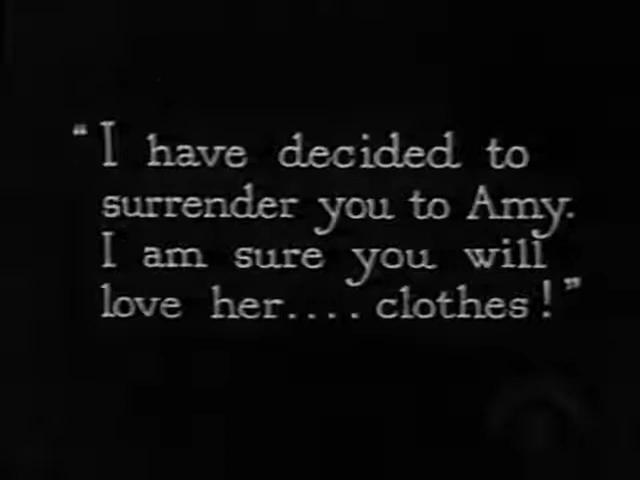 “I have decided to
surrender you to Amy.
I am sure you will
love her.... clothes!”